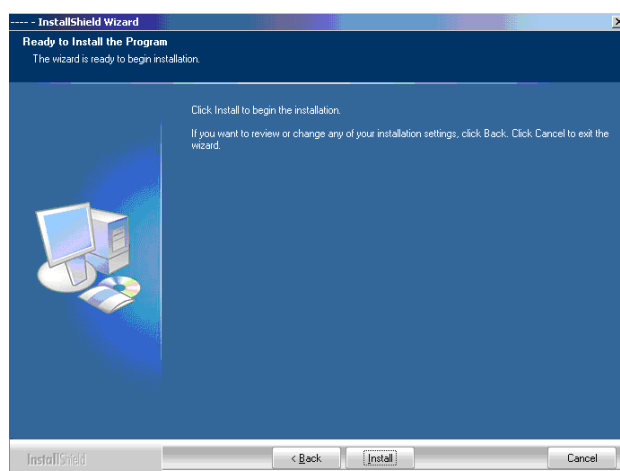 ---- - InstallShield Wizard
Ready to Install the Program
The wizard is ready to begin installation.
Click Install to begin the installation.
If you want to review or change any of your installation settings, click Back. Click Cancel to exit the
wizard.
InstallShield
< Back Install Cancel